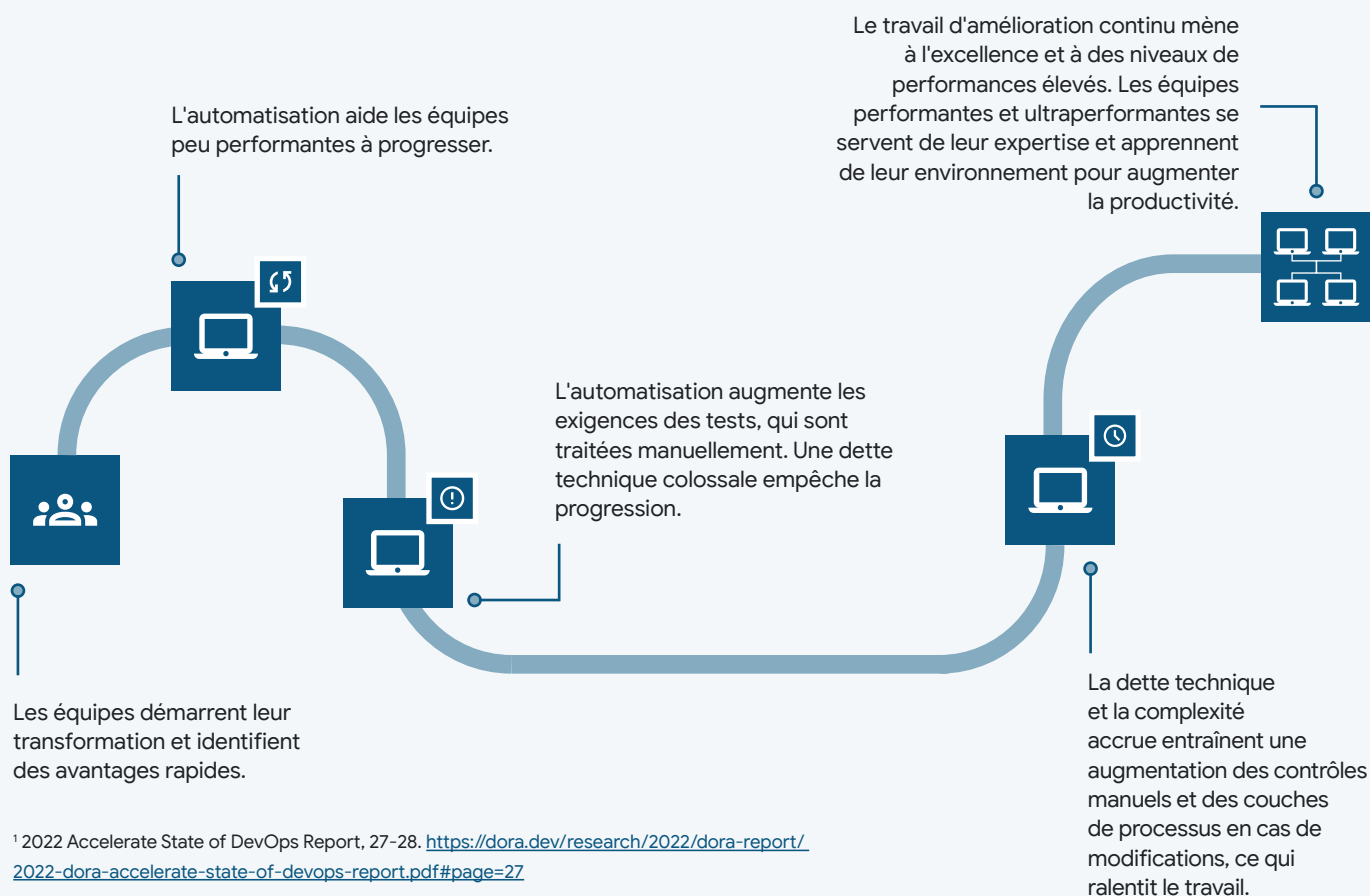 Le travail d'amélioration continu mène
à l'excellence et à des niveaux de
performances élevés. Les équipes
performantes et ultraperformantes se
servent de leur expertise et apprennent
de leur environnement pour augmenter
la productivité.
L'automatisation aide les équipes
peu performantes à progresser.
L'automatisation augmente les
exigences des tests, qui sont
traitées manuellement. Une dette
technique colossale empêche la
progression.
Les équipes démarrent leur
transformation et identifient
des avantages rapides.
La dette technique
et la complexité
accrue entraînent une
augmentation des contrôles
manuels et des couches
de processus en cas de
modifications, ce qui
ralentit le travail.
¹ 2022 Accelerate State of DevOps Report, 27-28. https://dora.dev/research/2022/dora-report/
2022-dora-accelerate-state-of-devops-report.pdf#page=27